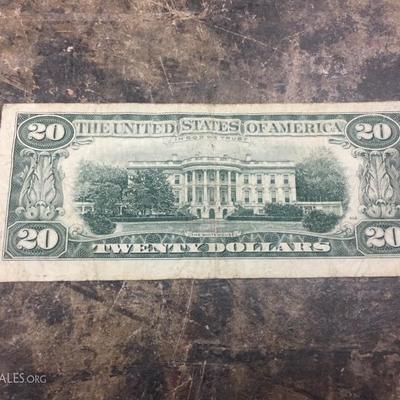 20 THE UNITED STATES OF AMERICA 20
IN GOD WE TRUST
THE WHITE HOUSE
20 TWENTY DOLLARS 20
ALES.ORG